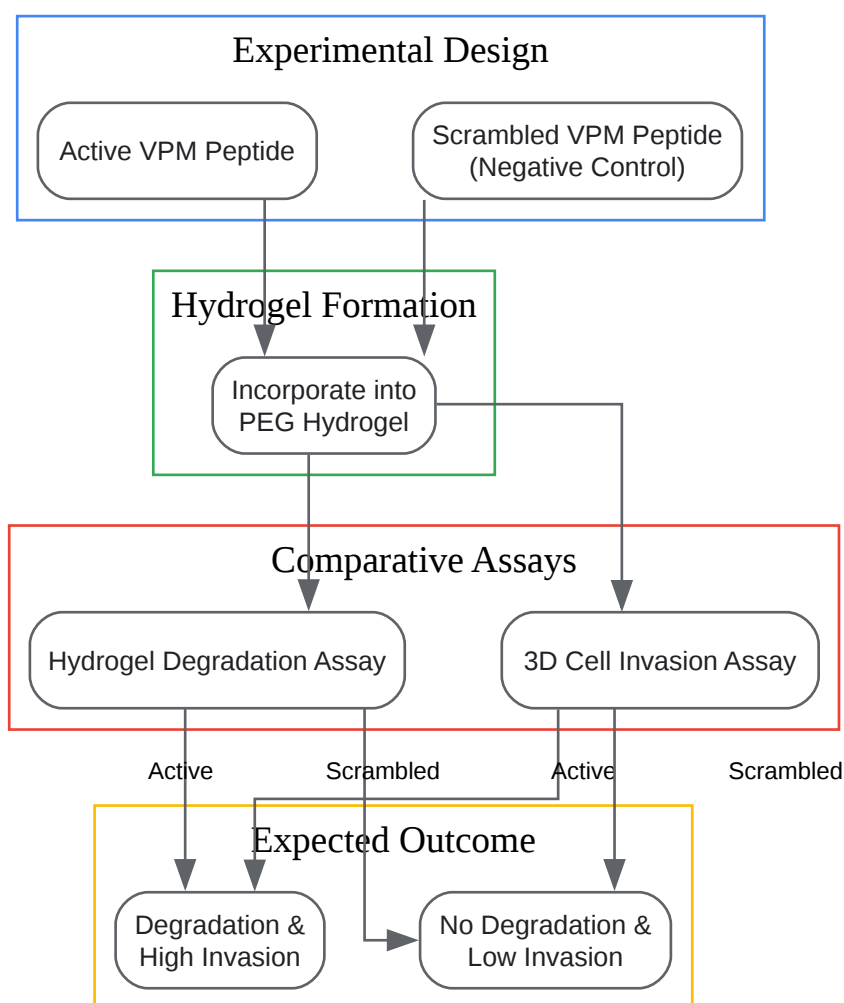 Experimental Design
Active VPM Peptide
Scrambled VPM Peptide
(Negative Control)
Hydrogel Formation
Incorporate into
PEG Hydrogel
Comparative Assays
Hydrogel Degradation Assay
3D Cell Invasion Assay
Active
Scrambled
Active
Scrambled
Expected Outcome
Degradation &
High Invasion
No Degradation &
Low Invasion